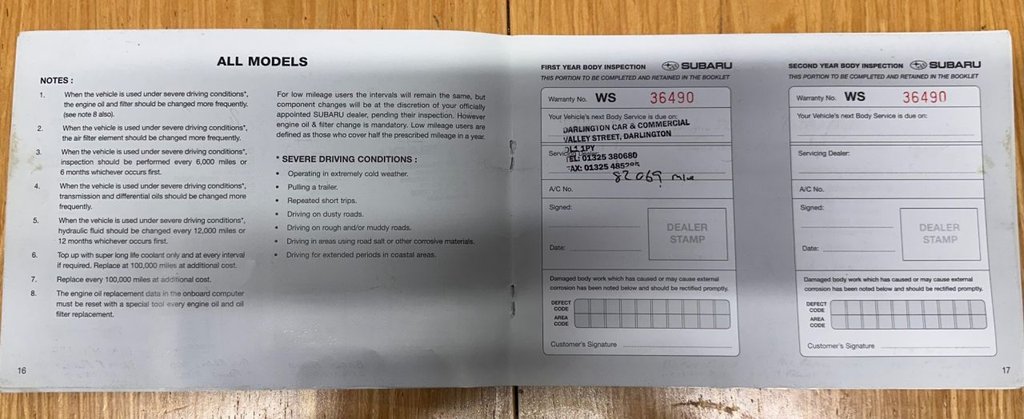 ALL MODELS
NOTES :
1. When the vehicle is used under severe driving conditions*,
the engine oil and filter should be changed more frequently.
(see note 8 also).
2. When the vehicle is used under severe driving conditions*,
the air filter element should be changed more frequently.
3. When the vehicle is used under severe driving conditions*,
inspection should be performed every 6,000 miles or
6 months whichever occurs first.
4. When the vehicle is used under severe driving conditions*,
transmission and differential oils should be changed more
frequently.
5. When the vehicle is used under severe driving conditions*,
hydraulic fluid should be changed every 12,000 miles or
12 months whichever occurs first.
6. Top up with super long life coolant only and at every interval
if required. Replace at 100,000 miles at additional cost.
7. Replace every 100,000 miles at additional cost.
8. The engine oil replacement data in the onboard computer
must be reset with a special tool every engine oil and oil
filter replacement.
16
For low mileage users the intervals will remain the same, but
component changes will be at the discretion of your officially
appointed SUBARU dealer, pending their inspection. However
engine oil & filter change is mandatory. Low mileage users are
defined as those who cover half the prescribed mileage in a year.
* SEVERE DRIVING CONDITIONS :
• Operating in extremely cold weather.
• Pulling a trailer.
• Repeated short trips.
• Driving on dusty roads.
• Driving on rough and/or muddy roads.
• Driving in areas using road salt or other corrosive materials.
• Driving for extended periods in coastal areas.
FIRST YEAR BODY INSPECTION SUBARU
THIS PORTION TO BE COMPLETED AND RETAINED IN THE BOOKLET
Warranty No. WS 36490
Your Vehicle's next Body Service is due on:
DARLINGTON CAR & COMMERCIAL
VALLEY STREET, DARLINGTON
DL1 1PY
TEL: 01325 380680
82069
A/C No.
Signed:
DEALER
STAMP
Date:
Damaged body work which has caused or may cause external
corrosion has been noted below and should be rectified promptly.
DEFECT
CODE
AREA
CODE
Customer's Signature
SECOND YEAR BODY INSPECTION SUBARU
THIS PORTION TO BE COMPLETED AND RETAINED IN THE BOOKLET
Warranty No. WS 36490
Your Vehicle's next Body Service is due on:
Servicing Dealer:
A/C No.
Signed:
DEALER
STAMP
Date:
Damaged body work which has caused or may cause external
corrosion has been noted below and should be rectified promptly.
DEFECT
CODE
AREA
CODE
Customer's Signature
17